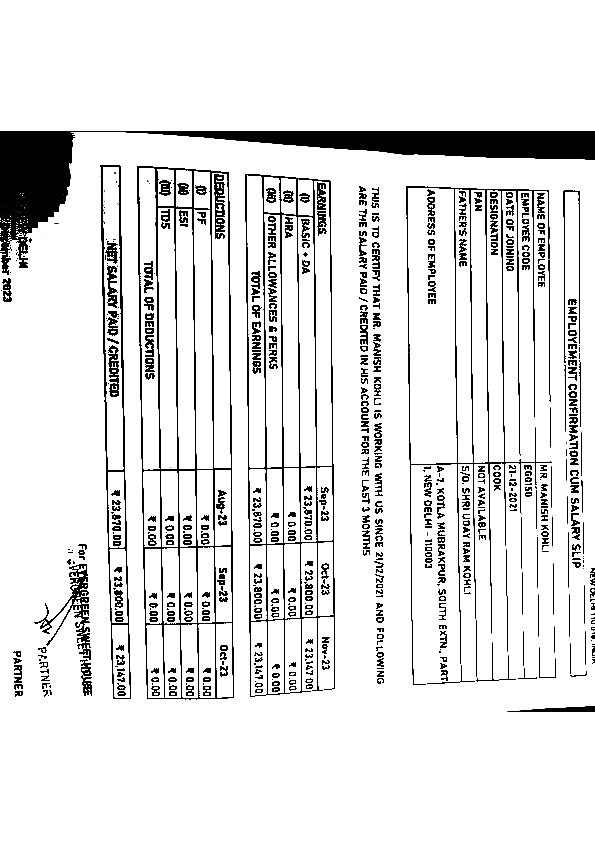 NEW DELHI 110 049, INDIA
EMPLOYEMENT CONFIRMATION CUM SALARY SLIP
NAME OF EMPLOYEE MR. MANISH KOHLI
EMPLOYEE CODE EG0150
DATE OF JOINING 21-12-2021
DESIGNATION COOK
PAN NOT AVAILABLE
FATHER'S NAME S/O. SHRI UDAY RAM KOHLI
ADDRESS OF EMPLOYEE A-7, KOTLA MUBRAKPUR, SOUTH EXTN., PART
1, NEW DELHI - 110003
THIS IS TO CERTIFY THAT MR. MANISH KOHLI IS WORKING WITH US SINCE 21/12/2021 AND FOLLOWING
ARE THE SALARY PAID / CREDITED IN HIS ACCOUNT FOR THE LAST 3 MONTHS
EARNINGS Sep-23 Oct-23 Nov-23
(i) BASIC + DA ₹ 23,870.00 ₹ 23,800.00 ₹ 23,147.00
(ii) HRA ₹ 0.00 ₹ 0.00 ₹ 0.00
(iii) OTHER ALLOWANCES & PERKS ₹ 0.00 ₹ 0.00 ₹ 0.00
TOTAL OF EARNINGS ₹ 23,870.00 ₹ 23,800.00 ₹ 23,147.00
DEDUCTIONS Aug-23 Sep-23 Oct-23
(i) PF ₹ 0.00 ₹ 0.00 ₹ 0.00
(ii) ESI ₹ 0.00 ₹ 0.00 ₹ 0.00
(iii) TDS ₹ 0.00 ₹ 0.00 ₹ 0.00
TOTAL OF DEDUCTIONS ₹ 0.00 ₹ 0.00 ₹ 0.00
NET SALARY PAID / CREDITED ₹ 23,870.00 ₹ 23,800.00 ₹ 23,147.00
For EVERGREEN SWEET HOUSE
EVERGREEN SWEET HOUSE
PARTNER
DELHI
2023
PARTNER